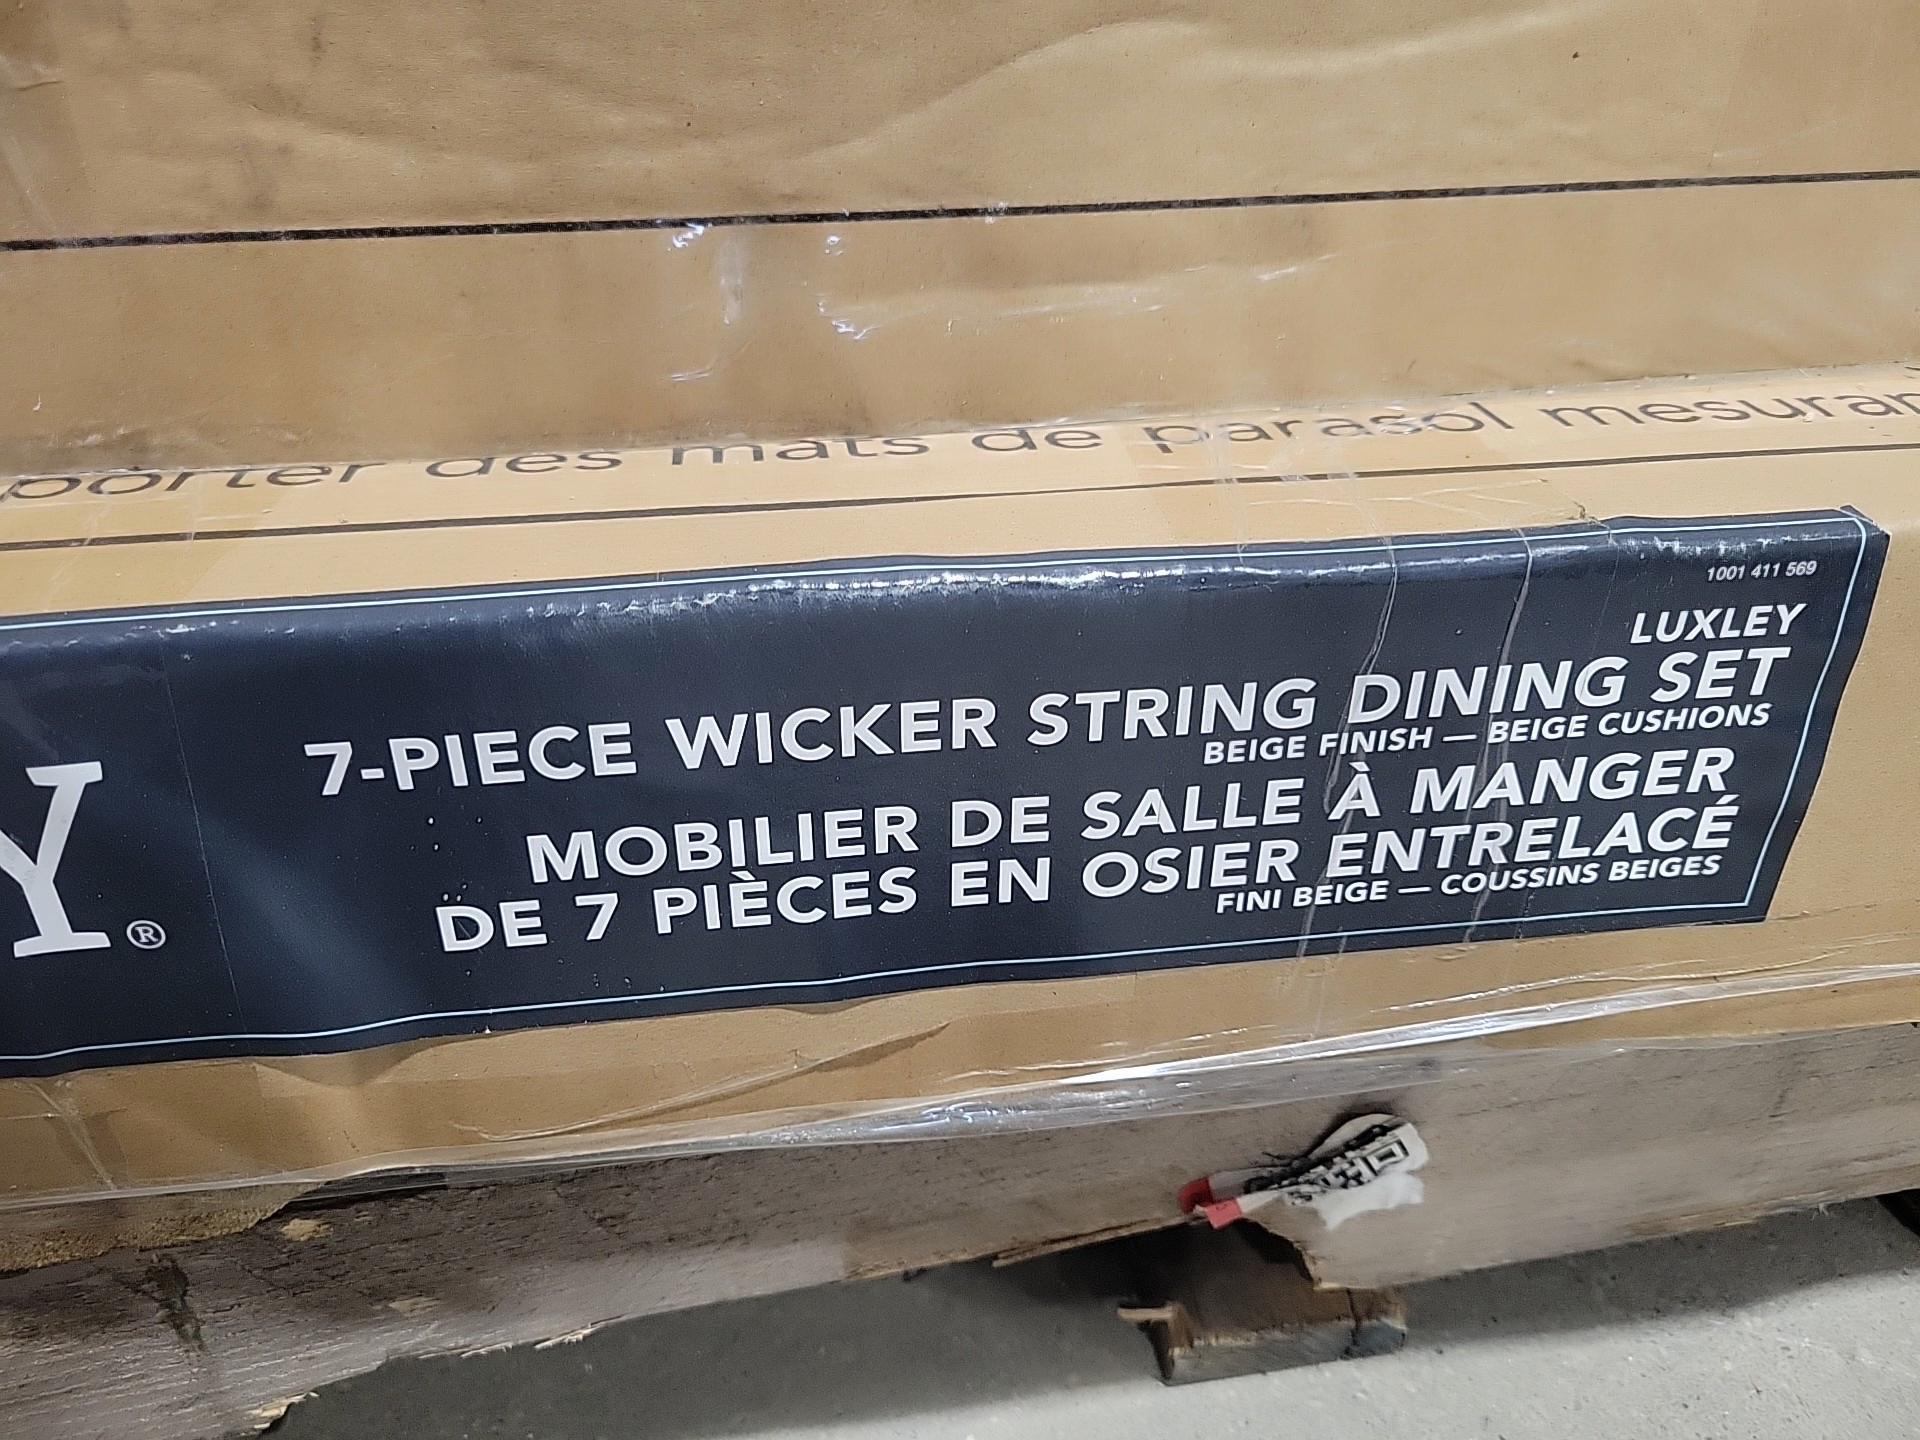 porter des mats de parasol mesuran
1001 411 569
LUXLEY
7-PIECE WICKER STRING DINING SET
BEIGE FINISH — BEIGE CUSHIONS
MOBILIER DE SALLE À MANGER
DE 7 PIÈCES EN OSIER ENTRELACÉ
FINI BEIGE — COUSSINS BEIGES
Y®